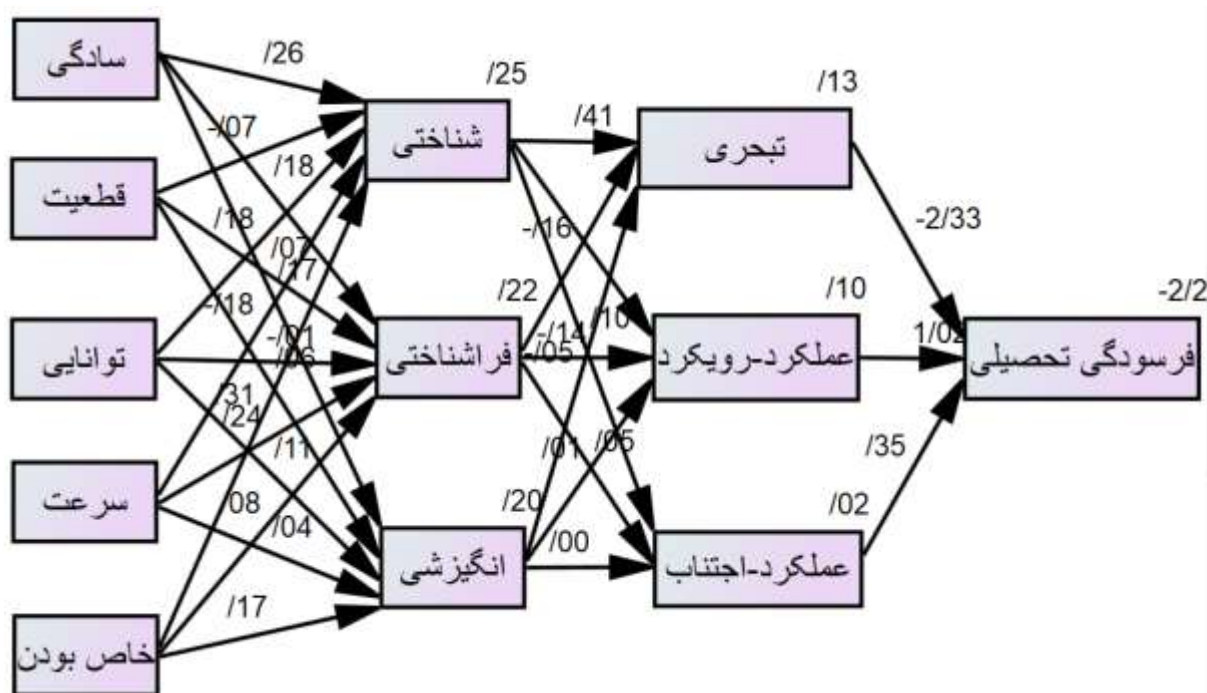 سادگی
/26
/25
/13
شناختی
/41
تبحری
-/07
/18
قطعیت
-/16
-2/33
/18
/07
/17
/22
/10
-2/2
-/18
توانایی
-/01
/06
فراشناختی
-/14
/10
-/05
عملکرد-رویکرد
1/02
فرسودگی تحصیلی
/31
/24
/11
/01
/05
/35
سرعت
/20
/02
08
/04
انگیزشی
/00
عملکرد-اجتناب
/17
خاص بودن